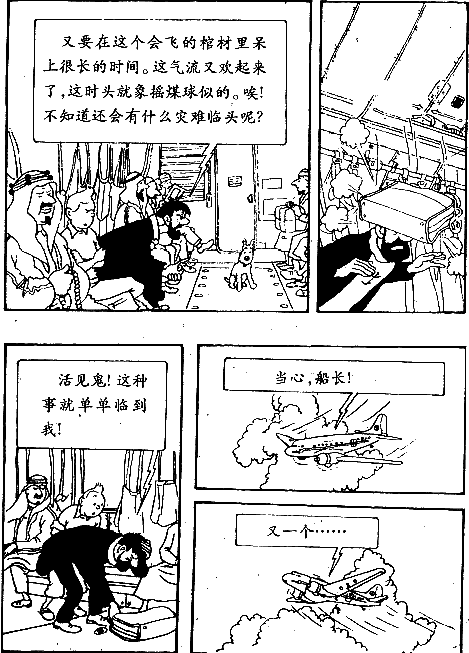 又要在这个会飞的棺材里呆
上很长的时间。这气流又欢起来
了，这时头就象摇煤球似的。唉！
不知道还会有什么灾难临头呢？
活见鬼！这种
事就单单临到
我！
当心，船长！
又一个……